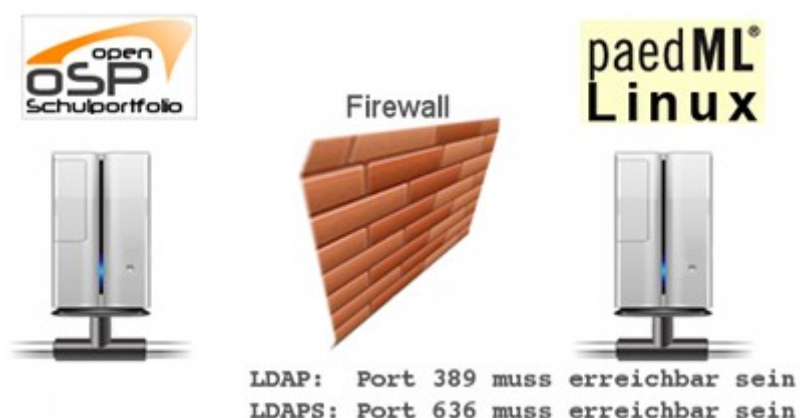 open
oSP
Schulportfolio
Firewall
paedML®
Linux
LDAP: Port 389 muss erreichbar sein
LDAPS: Port 636 muss erreichbar sein